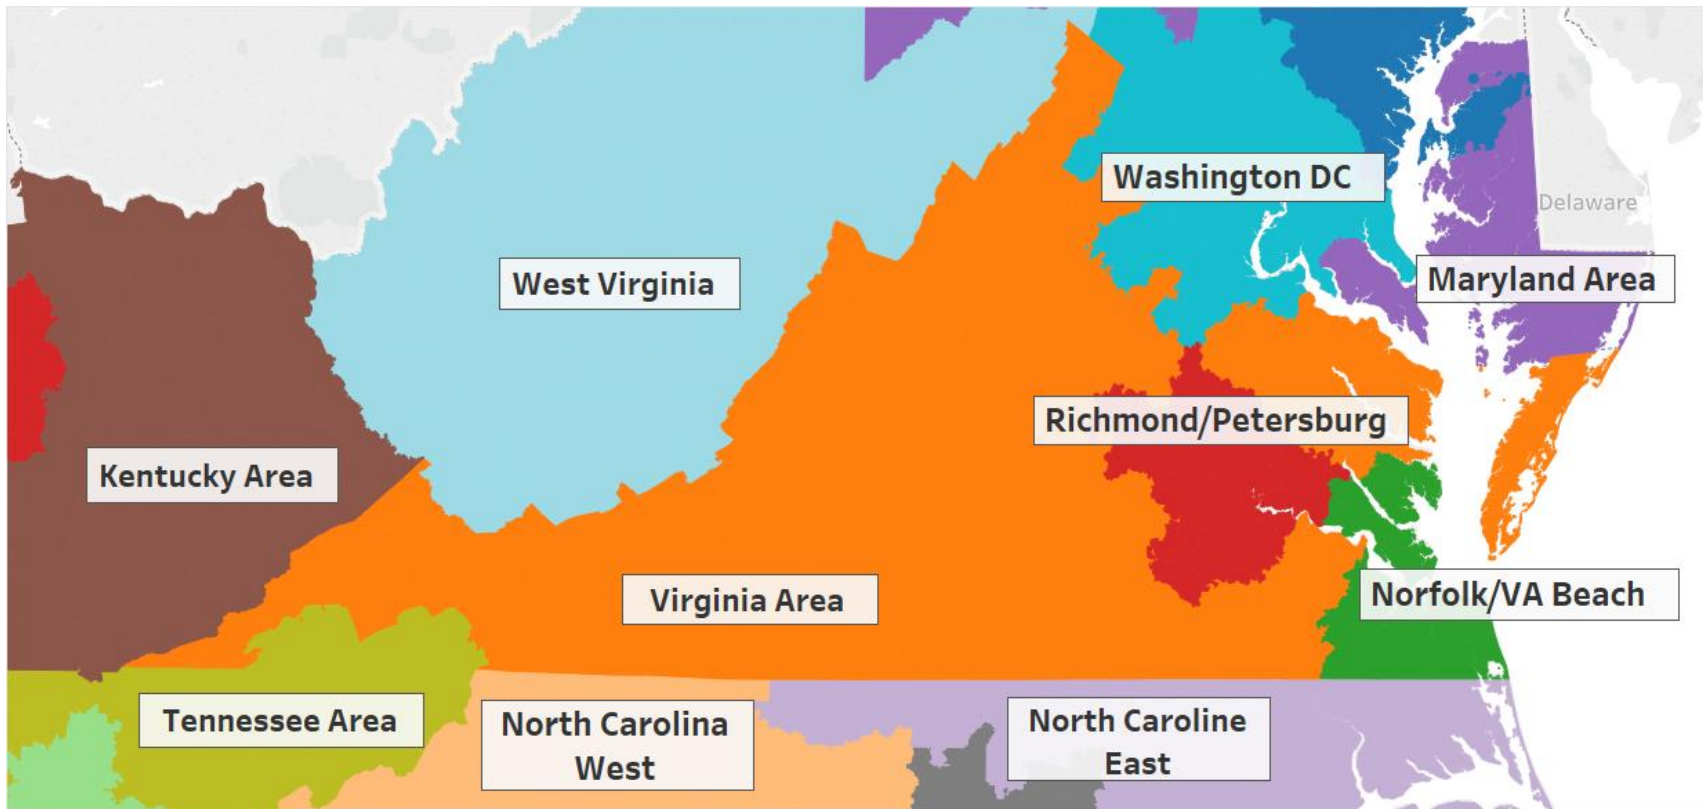 Washington DC
Delaware
West Virginia
Maryland Area
Richmond/Petersburg
Kentucky Area
Virginia Area
Norfolk/VA Beach
Tennessee Area
North Carolina
West
North Caroline
East